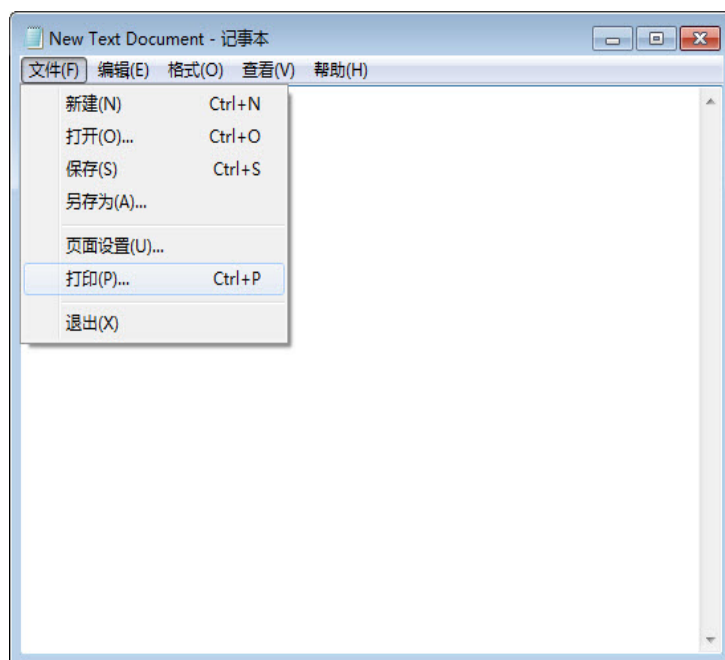 New Text Document - 记事本
文件(F) 编辑(E) 格式(O) 查看(V) 帮助(H)
新建(N) Ctrl+N
打开(O)... Ctrl+O
保存(S) Ctrl+S
另存为(A)...
页面设置(U)...
打印(P)... Ctrl+P
退出(X)